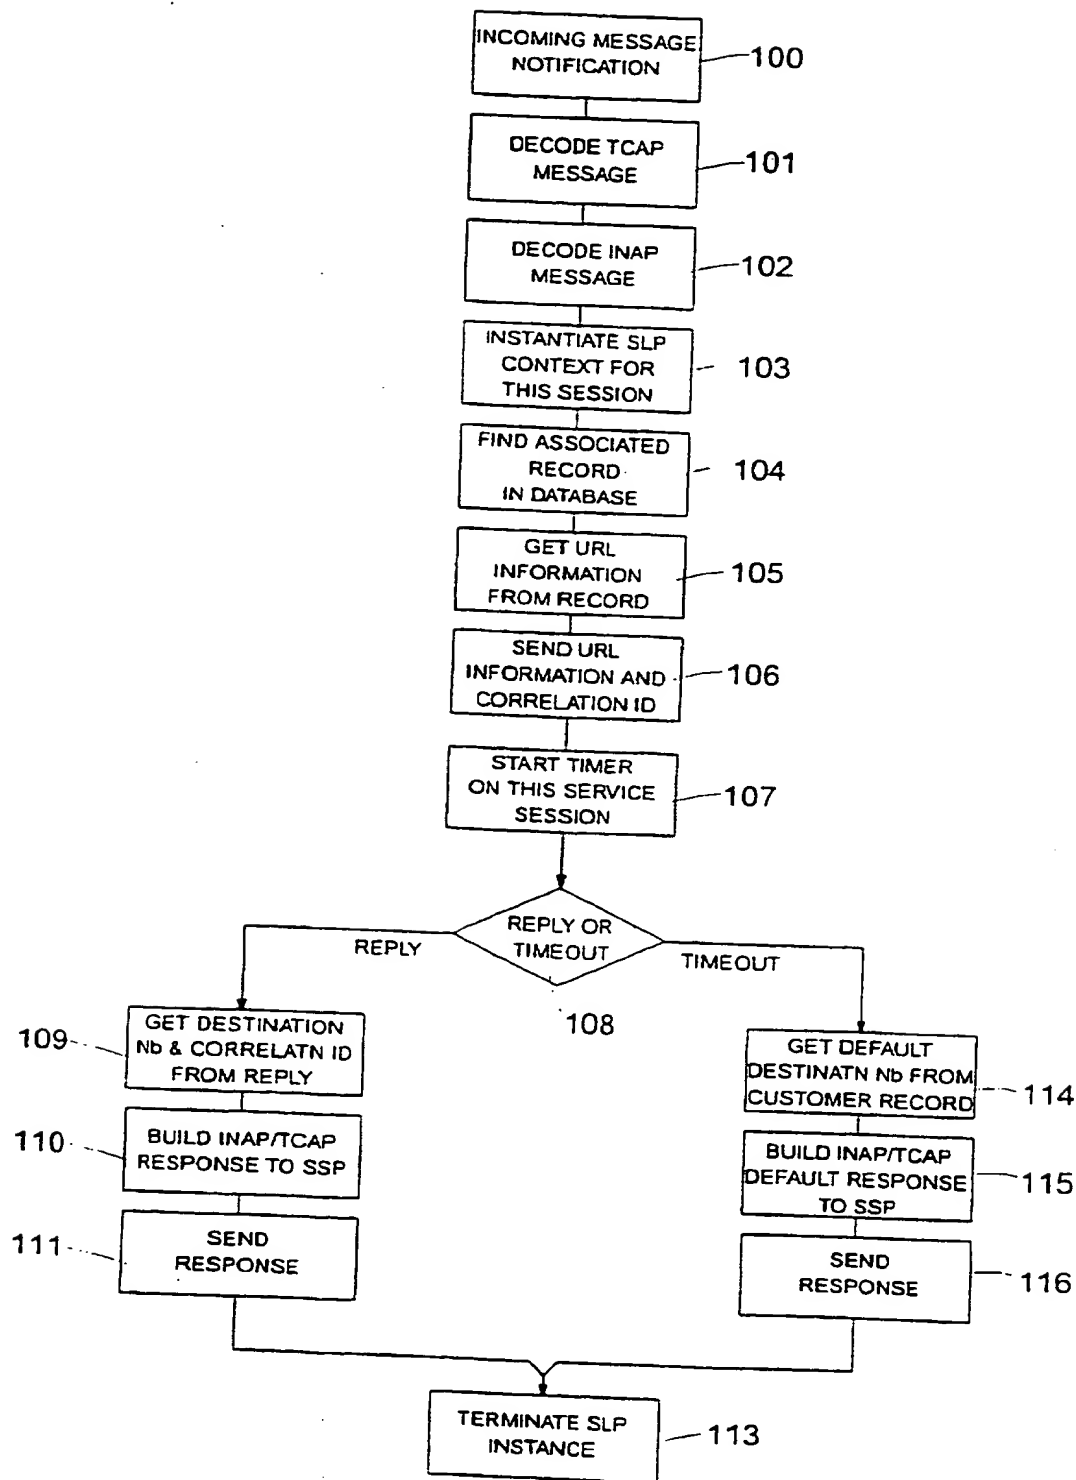 INCOMING MESSAGE
NOTIFICATION
100
DECODE TCAP
MESSAGE
101
DECODE INAP
MESSAGE
102
INSTANTIATE SLP
CONTEXT FOR
THIS SESSION
103
FIND ASSOCIATED
RECORD
IN DATABASE
104
GET URL
INFORMATION
FROM RECORD
105
SEND URL
INFORMATION AND
CORRELATION ID
106
START TIMER
ON THIS SERVICE
SESSION
107
REPLY OR
TIMEOUT
108
REPLY
TIMEOUT
109
GET DESTINATION
Nb & CORRELATN ID
FROM REPLY
110
BUILD INAP/TCAP
RESPONSE TO SSP
111
SEND
RESPONSE
GET DEFAULT
DESTINATN Nb FROM
CUSTOMER RECORD
114
BUILD INAP/TCAP
DEFAULT RESPONSE
TO SSP
115
SEND
RESPONSE
116
TERMINATE SLP
INSTANCE
113